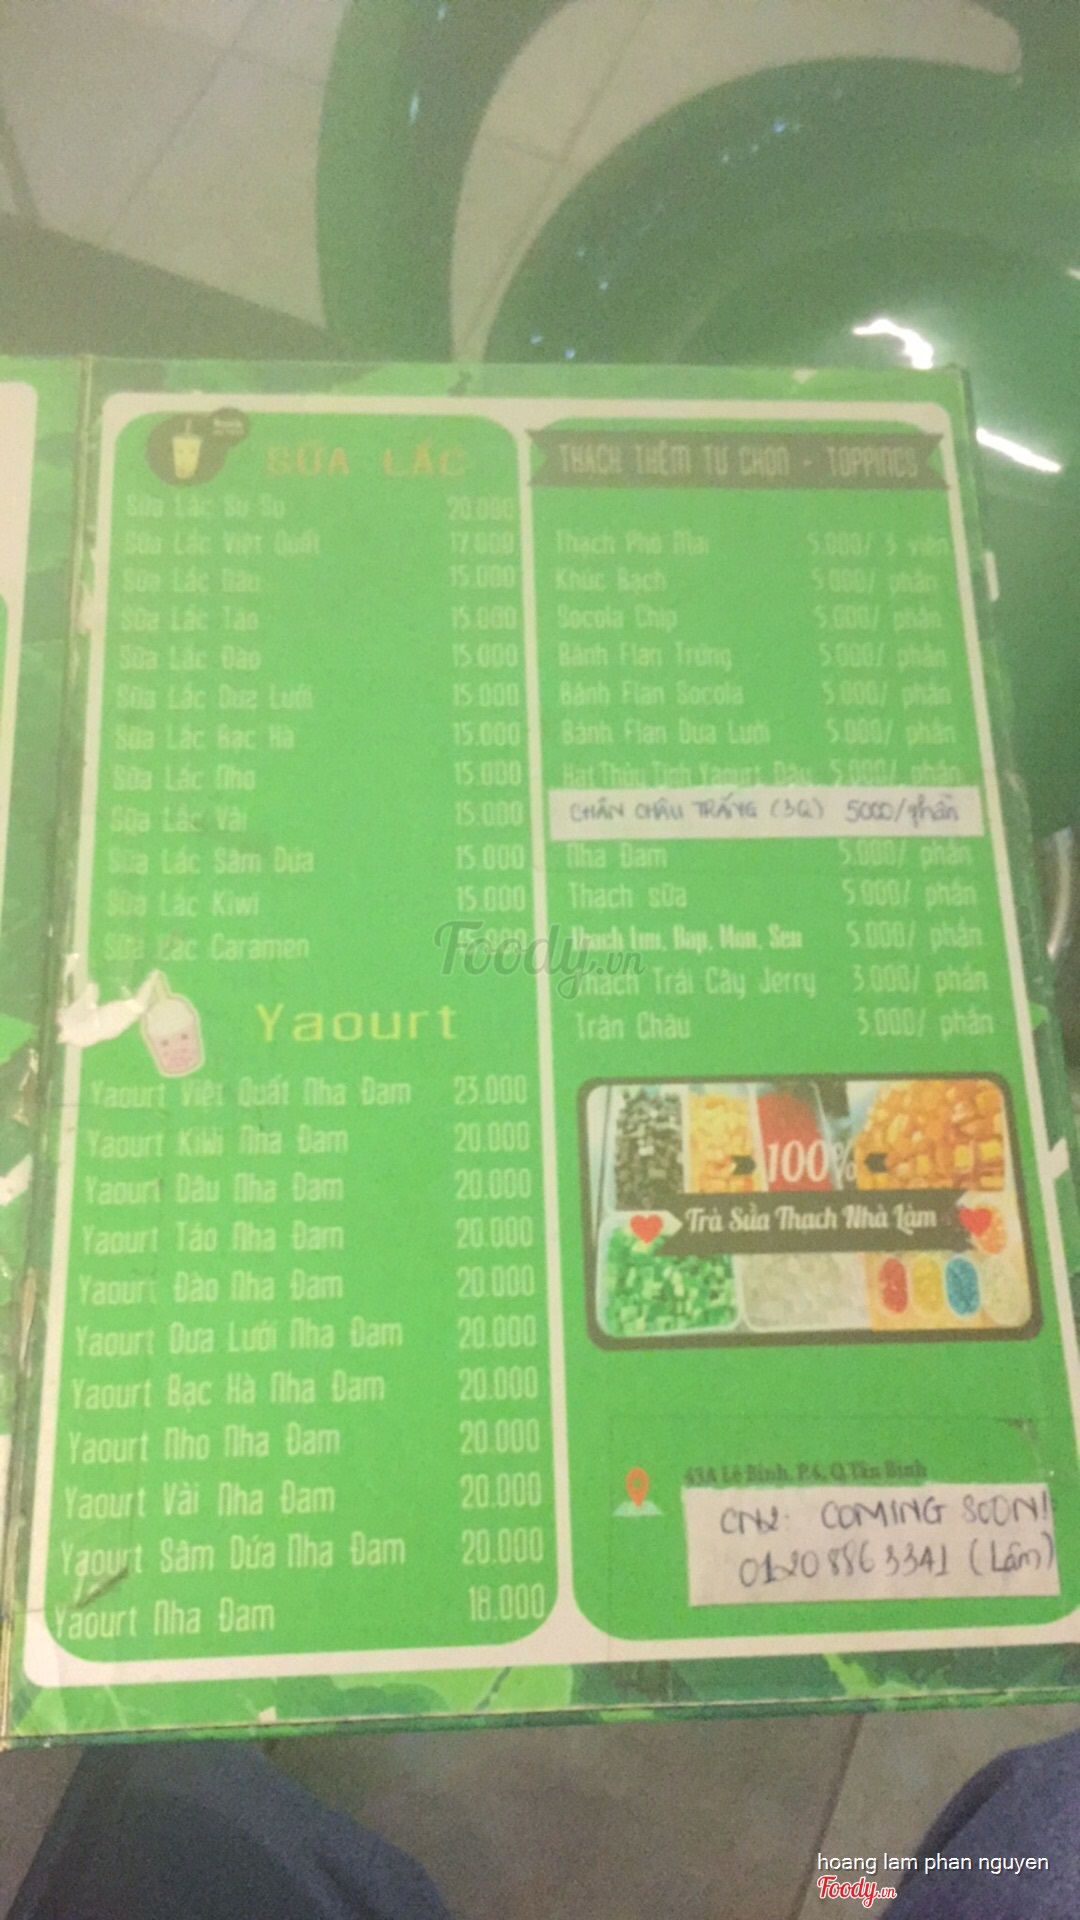 SỮA LẮC
Sữa Lắc Su Su 20.000
Sữa Lắc Việt Quất 17.000
Sữa Lắc Dâu 15.000
Sữa Lắc Táo 15.000
Sữa Lắc Đào 15.000
Sữa Lắc Dưa Lưới 15.000
Sữa Lắc Bạc Hà 15.000
Sữa Lắc Nho 15.000
Sữa Lắc Vải 15.000
Sữa Lắc Sâm Dứa 15.000
Sữa Lắc Kiwi 15.000
Sữa Lắc Caramen
Yaourt
Yaourt Việt Quất Nha Đam 23.000
Yaourt Kiwi Nha Đam 20.000
Yaourt Dâu Nha Đam 20.000
Yaourt Táo Nha Đam 20.000
Yaourt Đào Nha Đam 20.000
Yaourt Dưa Lưới Nha Đam 20.000
Yaourt Bạc Hà Nha Đam 20.000
Yaourt Nho Nha Đam 20.000
Yaourt Vải Nha Đam 20.000
Yaourt Sâm Dứa Nha Đam 20.000
Yaourt Nha Đam 18.000
THẠCH THÊM TỰ CHỌN - TOPPINGS
Thạch Phô Mai 5.000/ 3 viên
Khúc Bạch 5.000/ phần
Socola Chip 5.000/ phần
Bánh Flan Trứng 5.000/ phần
Bánh Flan Socola 5.000/ phần
Bánh Flan Dưa Lưới 5.000/ phần
Hạt Thủy Tinh Yaourt Dâu 5.000/ phần
CHÂN CHÂU TRẮNG (3Q) 5000/phần
Nha Đam 5.000/ phần
Thạch sữa 5.000/ phần
Thạch 5.000/ phần
Thạch Trái Cây Jerry 3.000/ phần
Trân Châu 3.000/ phần
100%
Trà Sữa Thạch Nhà Làm
43A Lê Bình, P.4, Q.Tân Bình
CN2: COMING SOON!
01208863341 (Lâm)
Foody.vn
hoang lam phan nguyen
Foody.vn